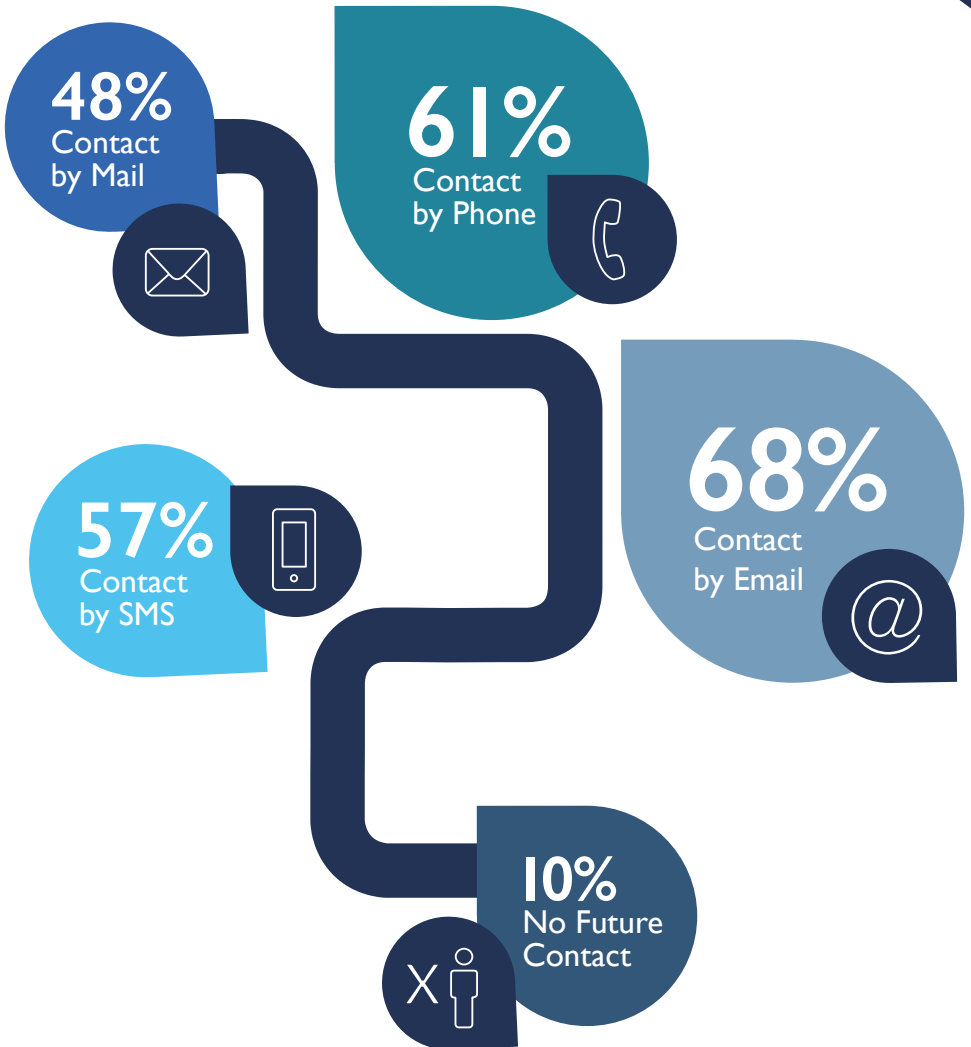 48%
Contact
by Mail
61%
Contact
by Phone
68%
Contact
by Email
@
57%
Contact
by SMS
10%
No Future
Contact
X